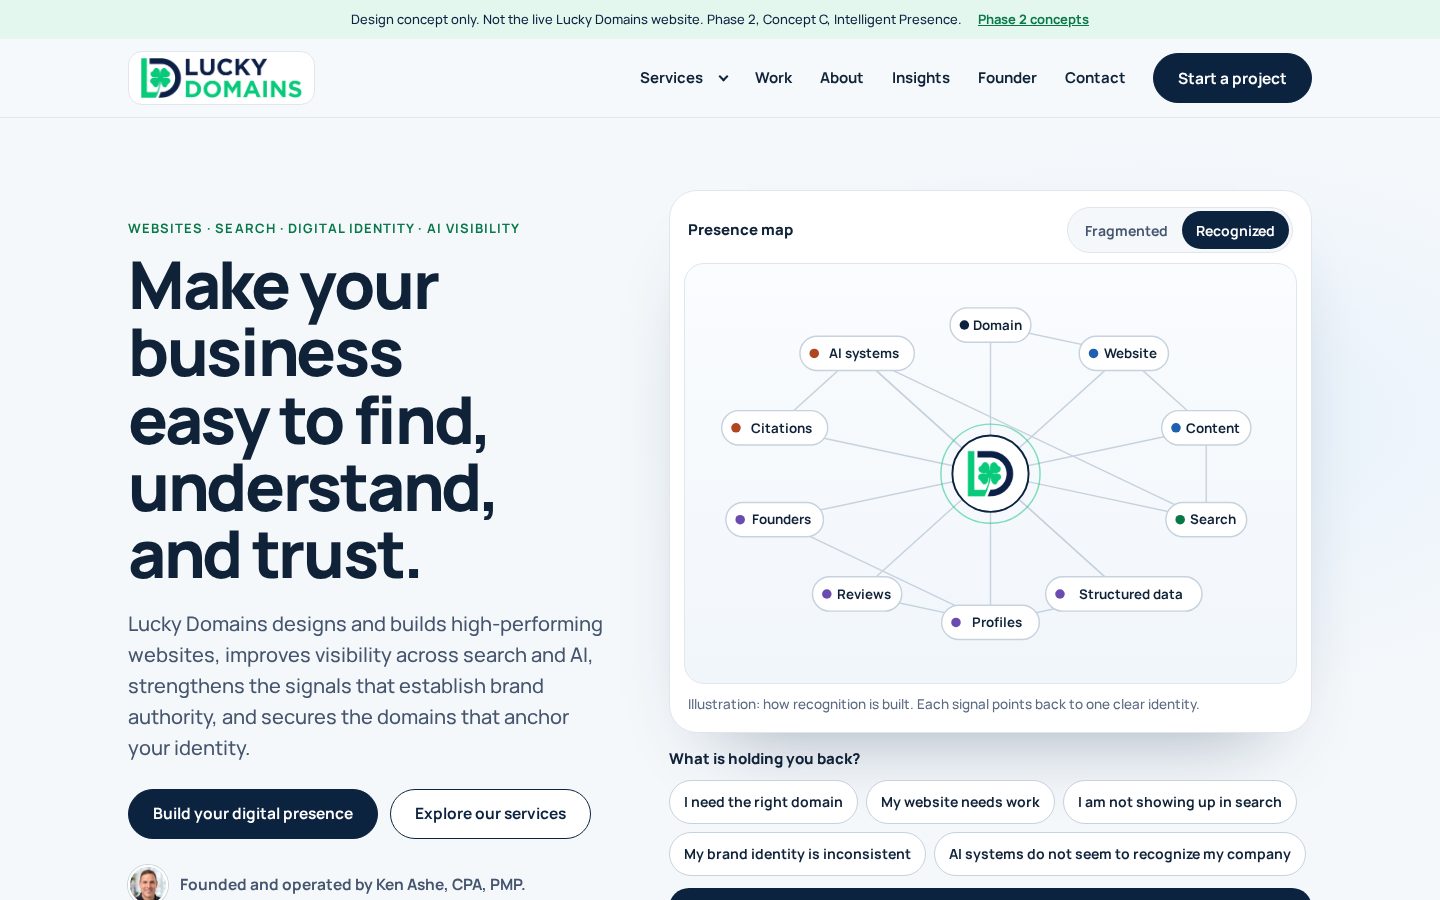 Design concept only. Not the live Lucky Domains website. Phase 2, Concept C, Intelligent Presence. Phase 2 concepts
LUCKY
DOMAINS
Services Work About Insights Founder Contact Start a project
WEBSITES · SEARCH · DIGITAL IDENTITY · AI VISIBILITY
Make your
business
easy to find,
understand,
and trust.
Lucky Domains designs and builds high-performing
websites, improves visibility across search and AI,
strengthens the signals that establish brand
authority, and secures the domains that anchor
your identity.
Build your digital presence Explore our services
Founded and operated by Ken Ashe, CPA, PMP.
Presence map Fragmented Recognized
Domain
AI systems Website
Citations Content
Founders Search
Reviews Structured data
Profiles
Illustration: how recognition is built. Each signal points back to one clear identity.
What is holding you back?
I need the right domain My website needs work I am not showing up in search
My brand identity is inconsistent AI systems do not seem to recognize my company